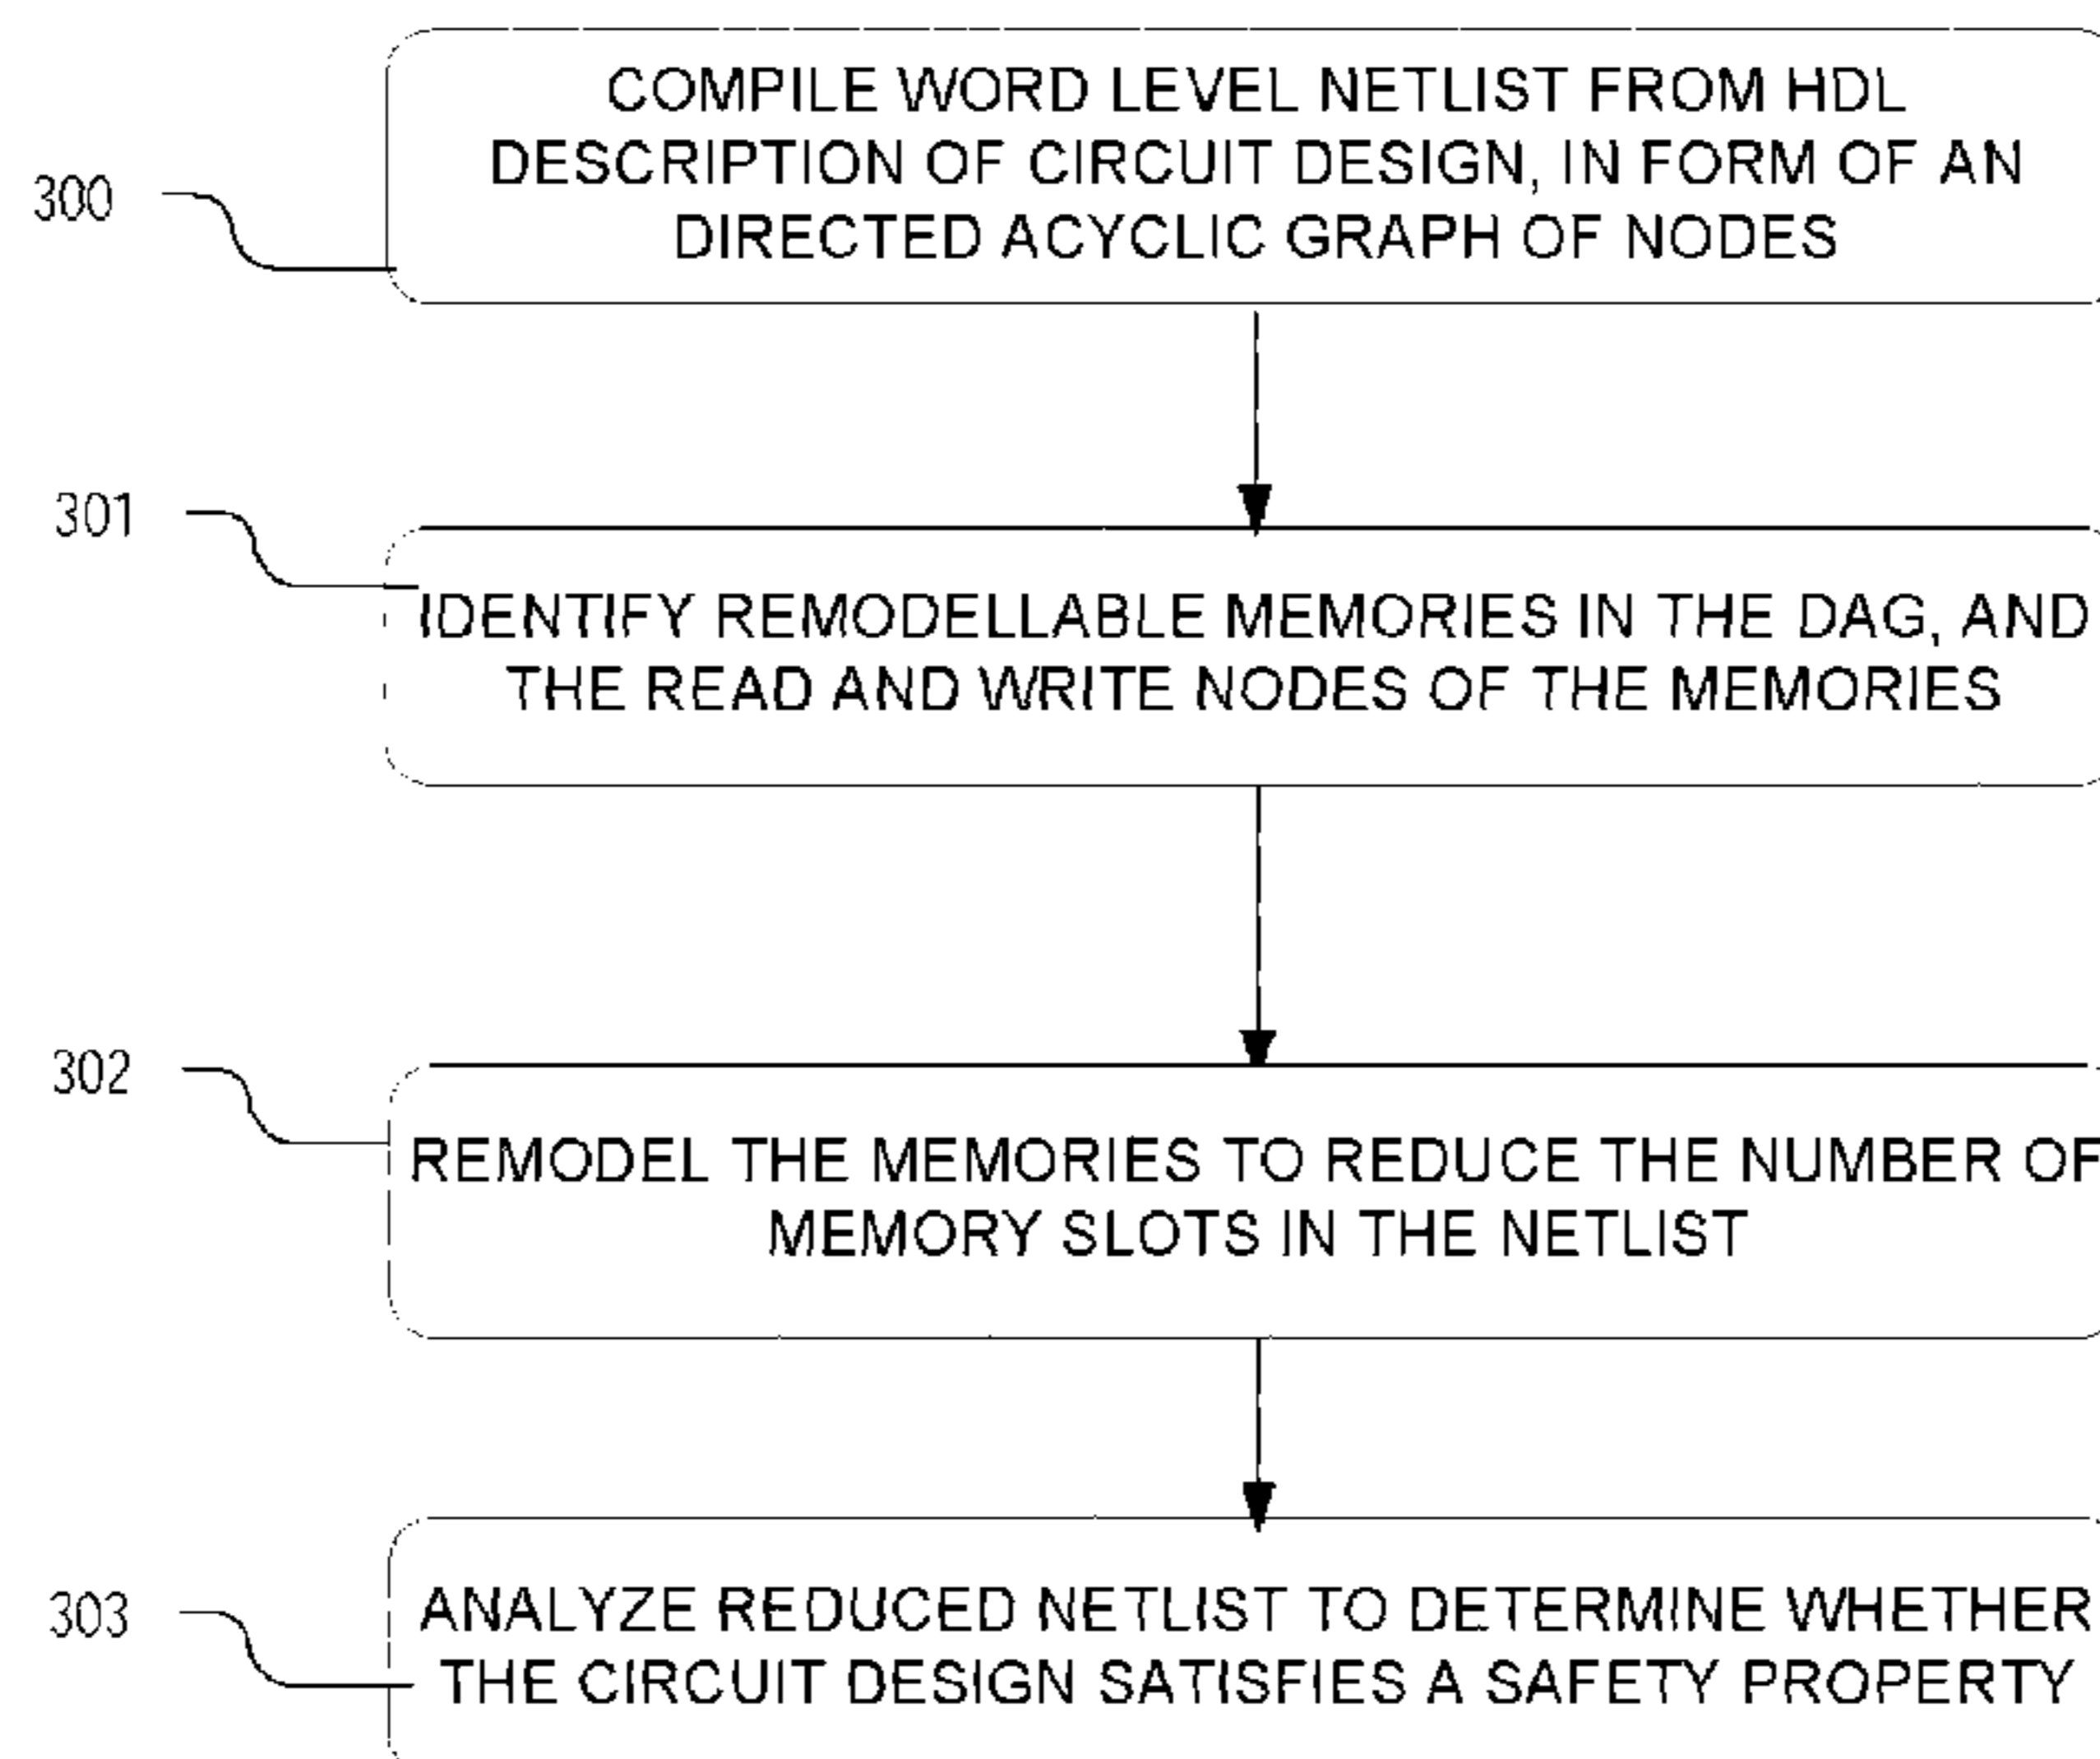 COMPILE WORD LEVEL NETLIST FROM HDL
DESCRIPTION OF CIRCUIT DESIGN, IN FORM OF AN
DIRECTED ACYCLIC GRAPH OF NODES
300
301
IDENTIFY REMODELLABLE MEMORIES IN THE DAG, AND
THE READ AND WRITE NODES OF THE MEMORIES
302
REMODEL THE MEMORIES TO REDUCE THE NUMBER OF
MEMORY SLOTS IN THE NETLIST
303
ANALYZE REDUCED NETLIST TO DETERMINE WHETHER
THE CIRCUIT DESIGN SATISFIES A SAFETY PROPERTY